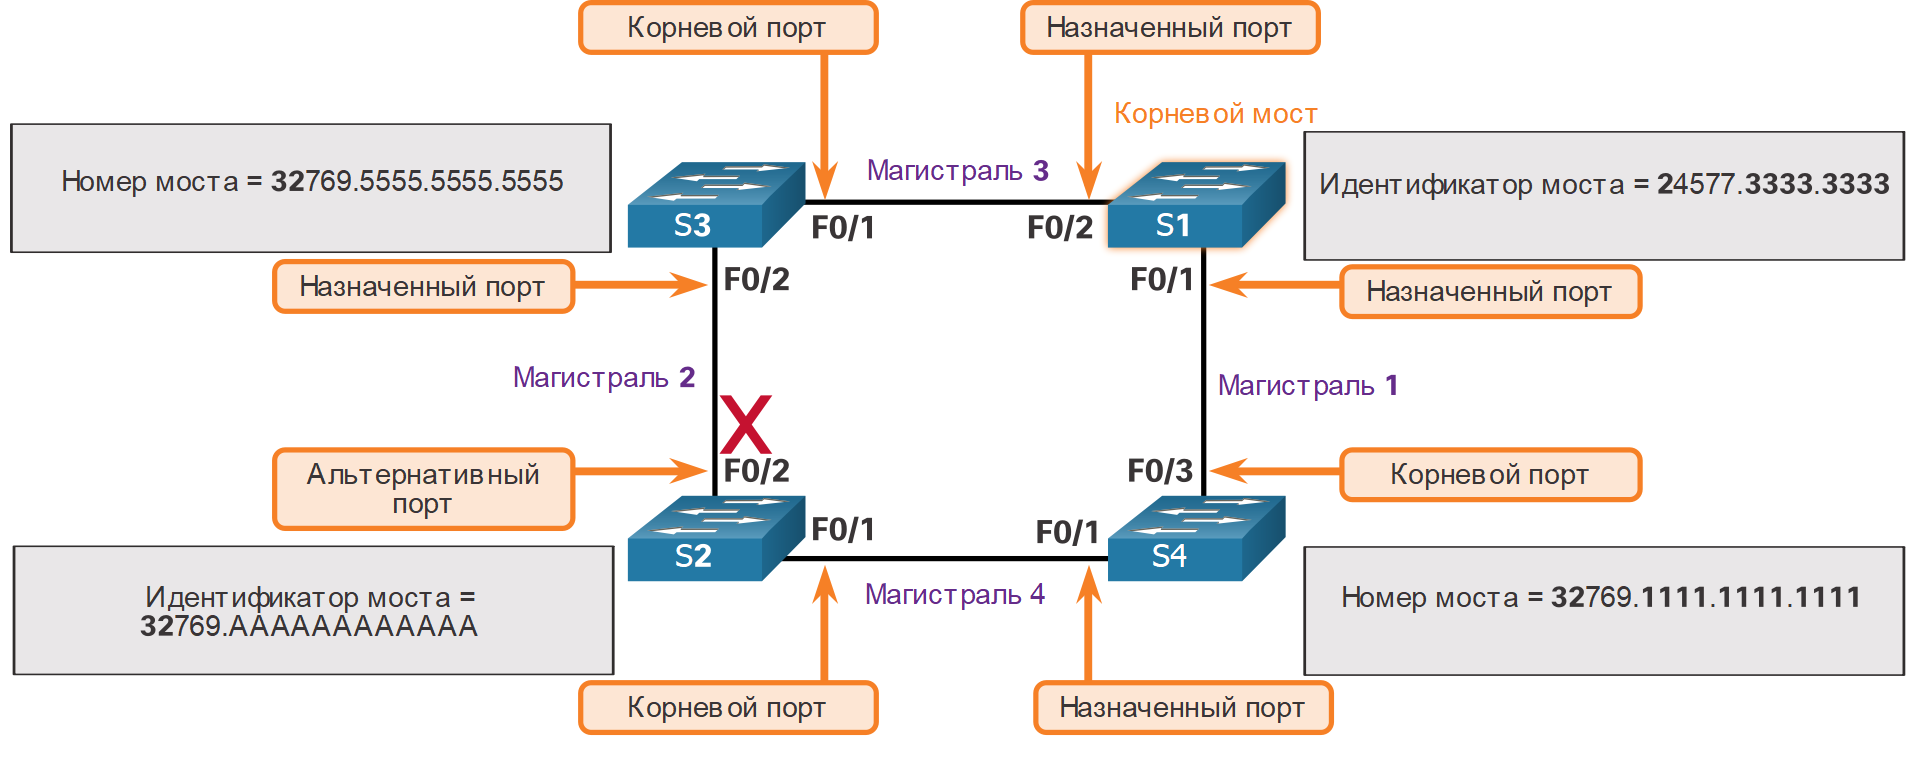 Корневой порт
Назначенный порт
Корневой мост
Номер моста = 32769.5555.5555.5555
Магистраль 3
Идентификатор моста = 24577.3333.3333
S3
F0/1
F0/2
S1
Назначенный порт
F0/2
F0/1
Назначенный порт
Магистраль 2
Магистраль 1
X
Альтернативный
порт
F0/2
F0/3
Корневой порт
S2
F0/1
F0/1
S4
Идентификатор моста =
32769.AAAAAAAAAAAA
Магистраль 4
Номер моста = 32769.1111.1111.1111
Корневой порт
Назначенный порт